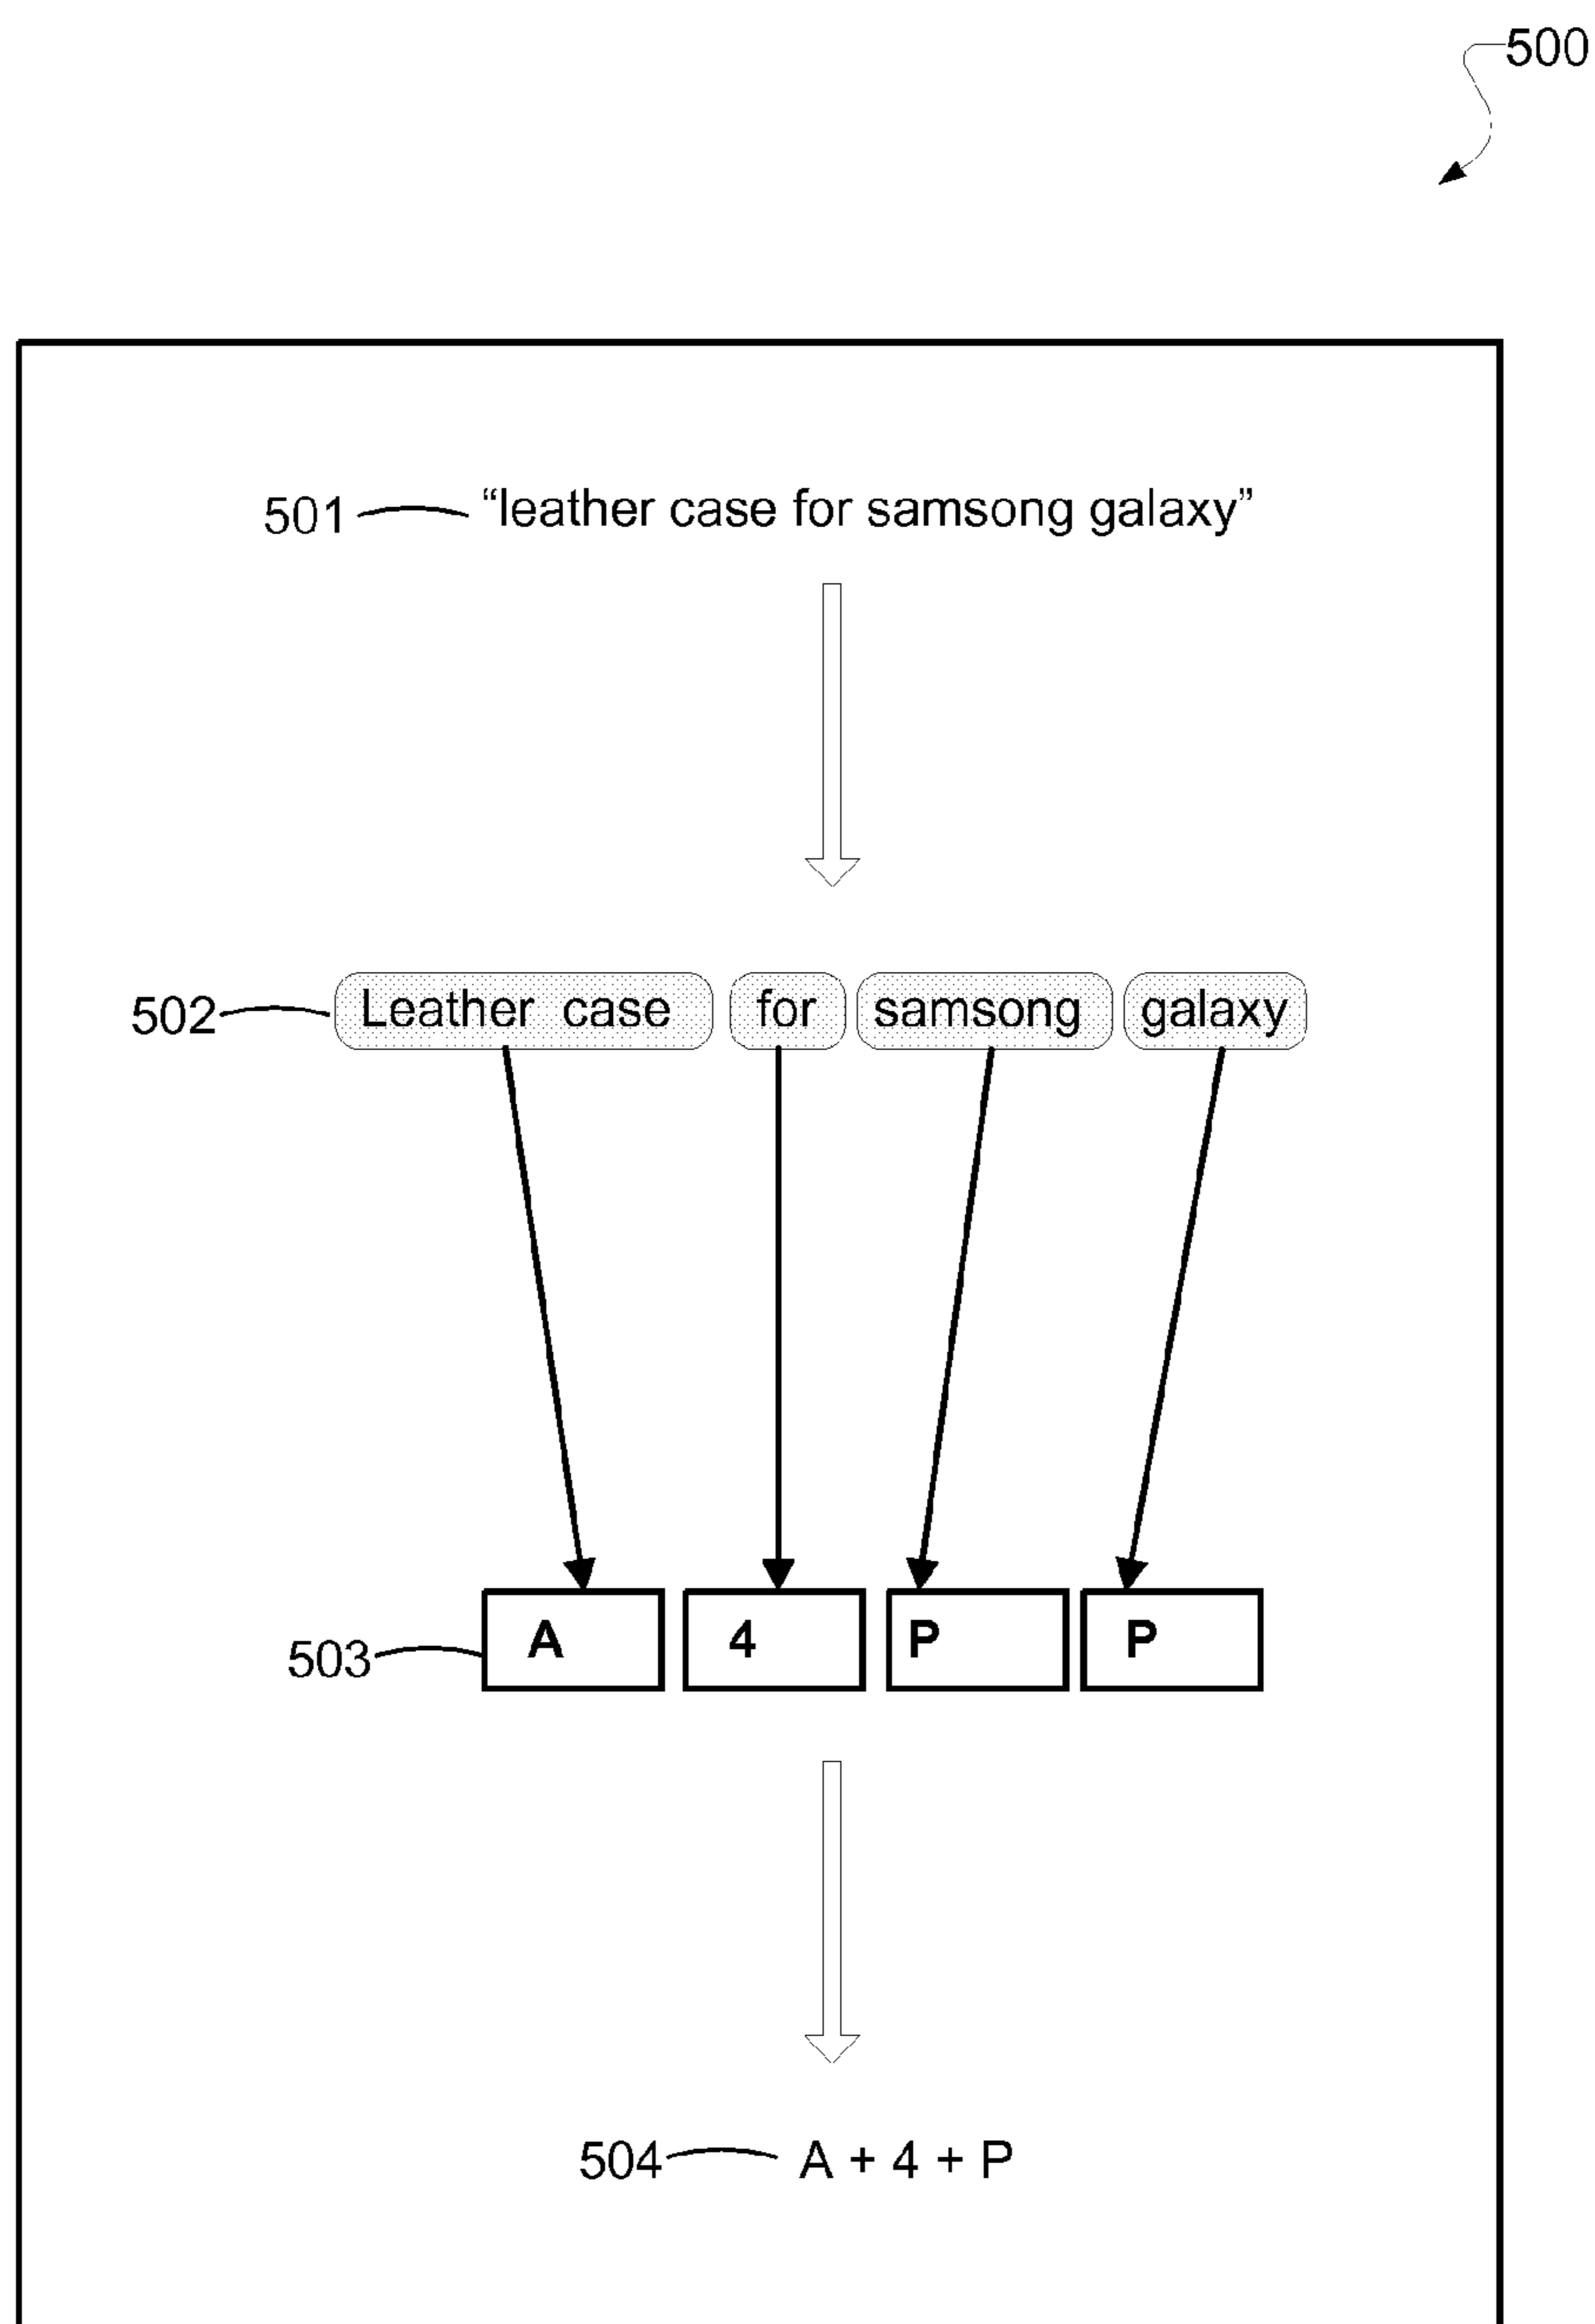 500
501 “leather case for samsong galaxy”
502 Leather case for samsong galaxy
503 A 4 P P
504 A + 4 + P